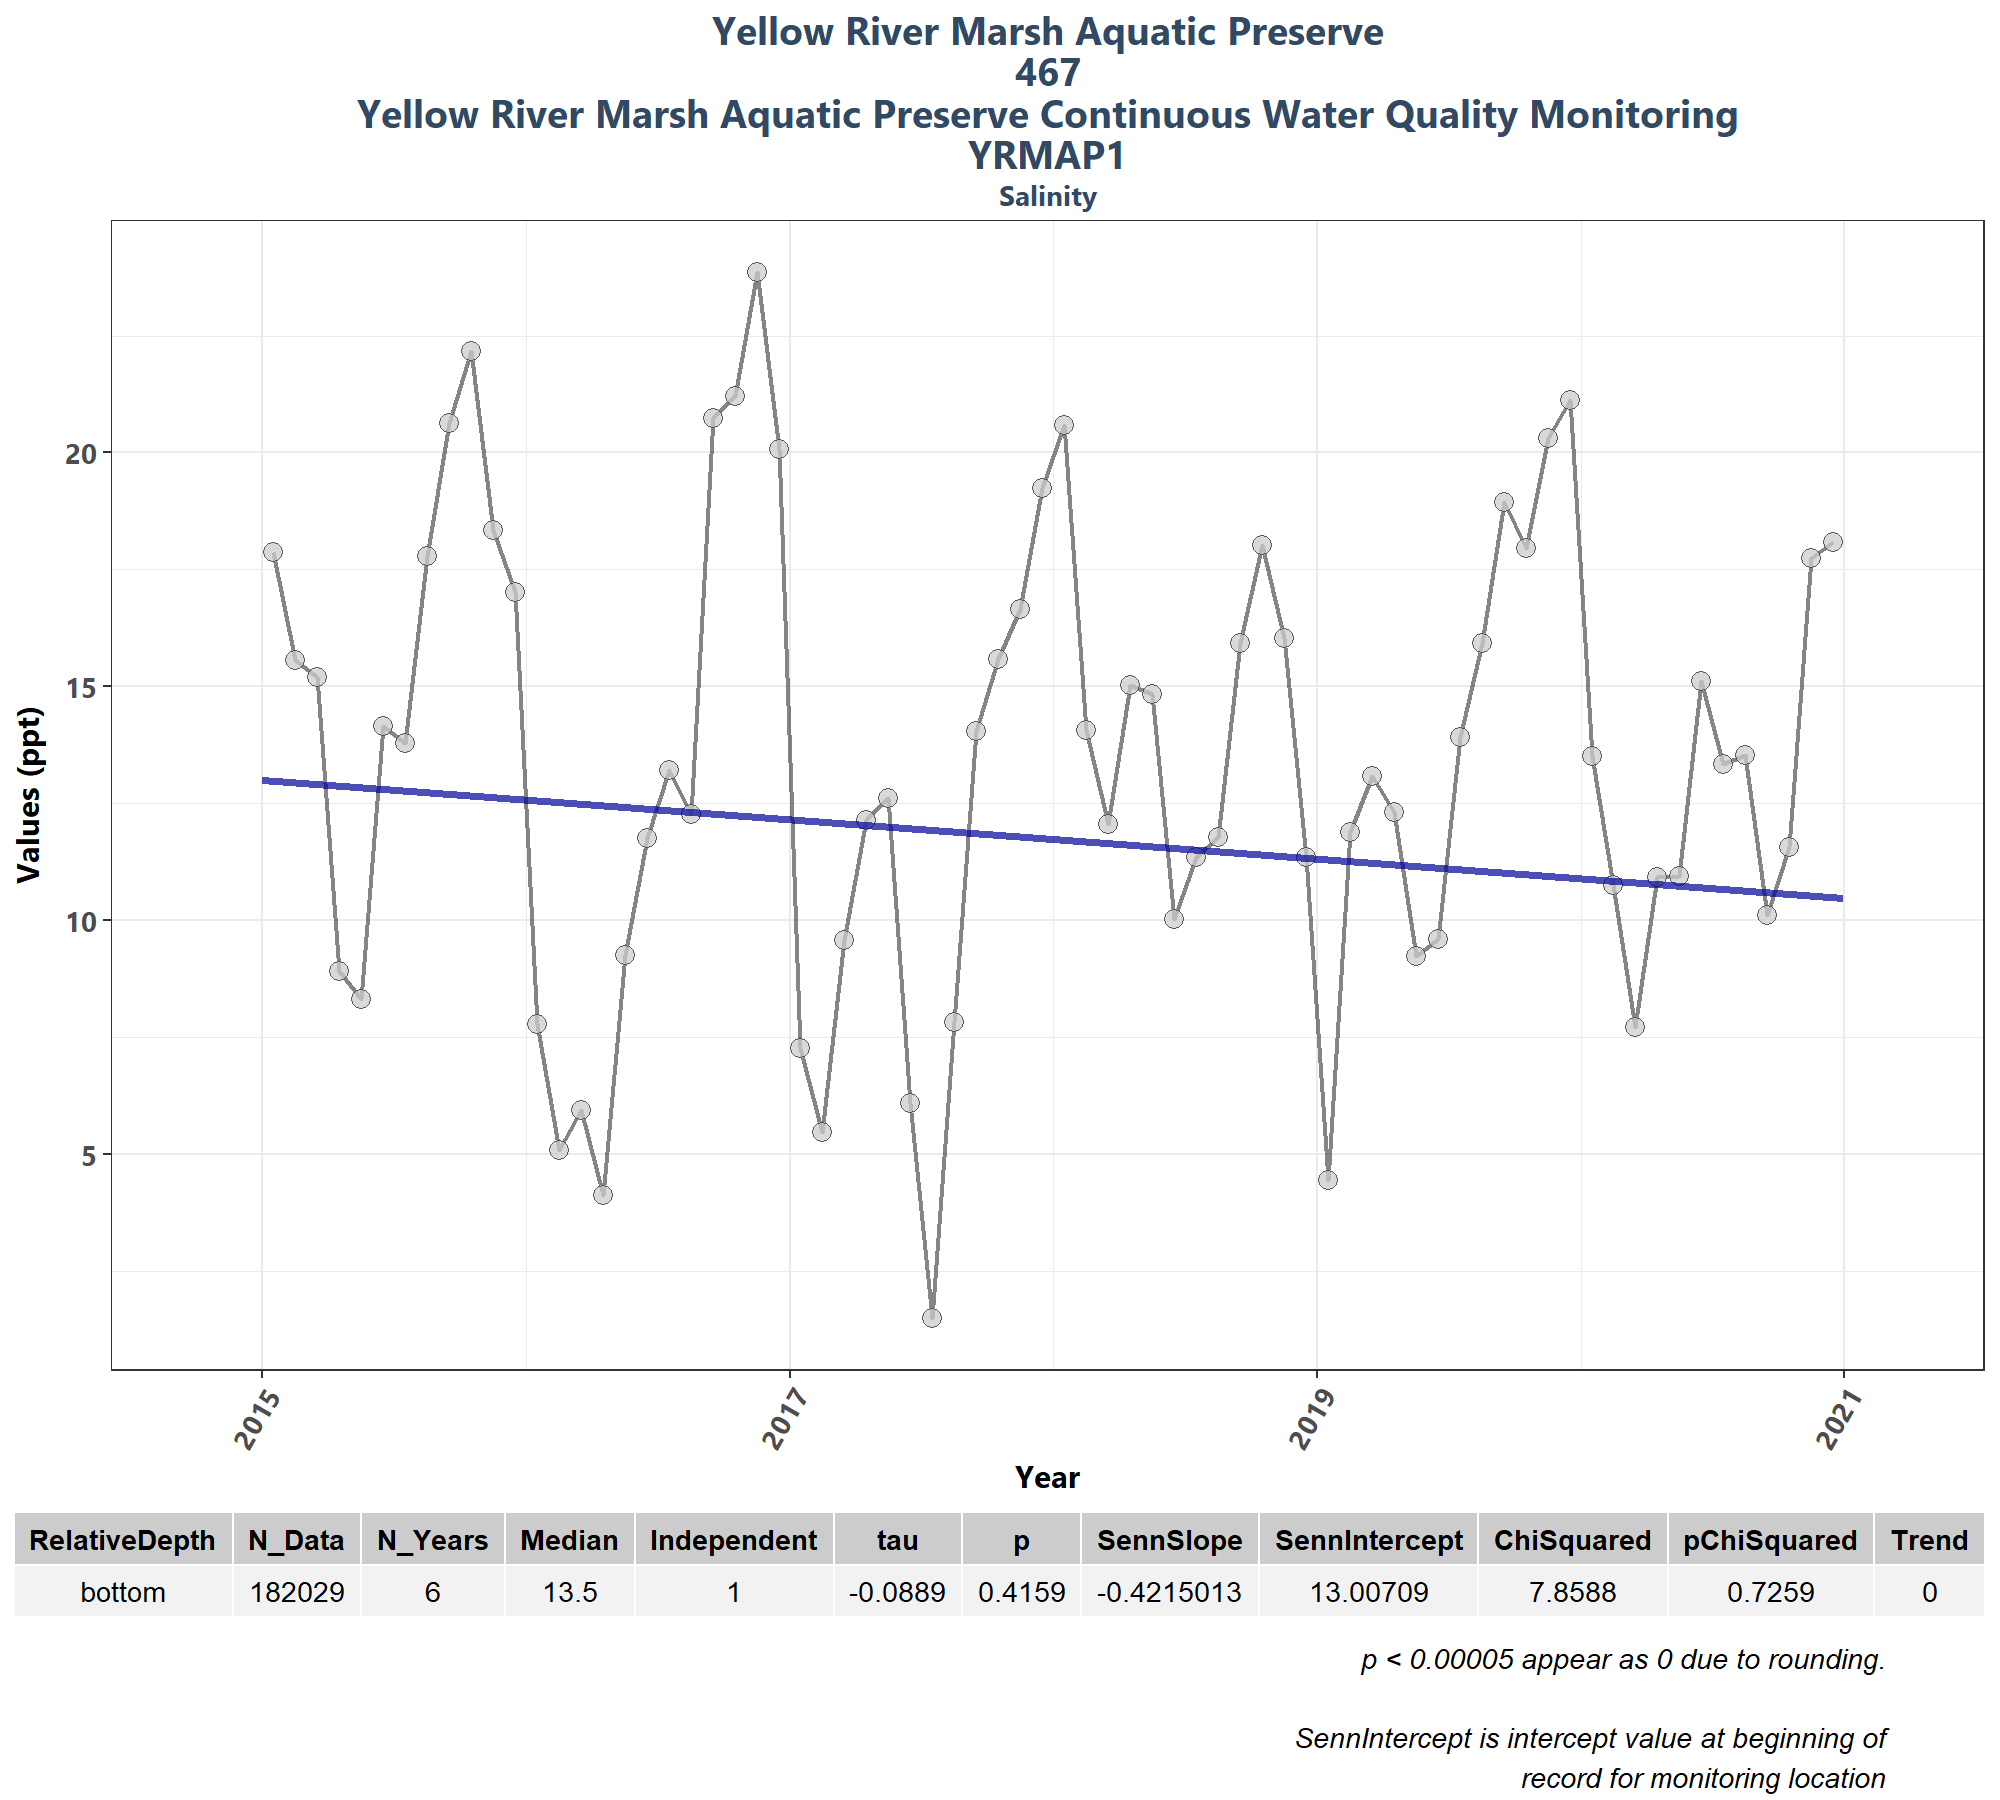 Yellow River Marsh Aquatic Preserve
467
Yellow River Marsh Aquatic Preserve Continuous Water Quality Monitoring
YRMAP1
Salinity
Values (ppt)
20
15
10
5
2015 2017 2019 2021
Year
RelativeDepth N_Data N_Years Median Independent tau p SennSlope SennIntercept ChiSquared pChiSquared Trend
bottom 182029 6 13.5 1 -0.0889 0.4159 -0.4215013 13.00709 7.8588 0.7259 0
p < 0.00005 appear as 0 due to rounding.
SennIntercept is intercept value at beginning of
record for monitoring location